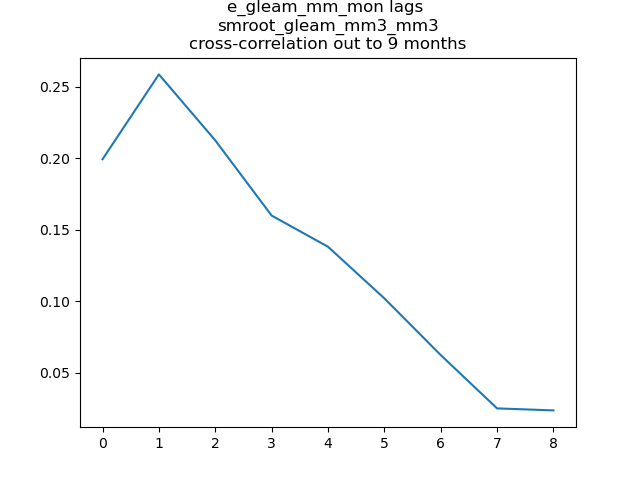 e_gleam_mm_mon lags
smroot_gleam_mm3_mm3
cross-correlation out to 9 months
0.25
0.20
0.15
0.10
0.05
0 1 2 3 4 5 6 7 8